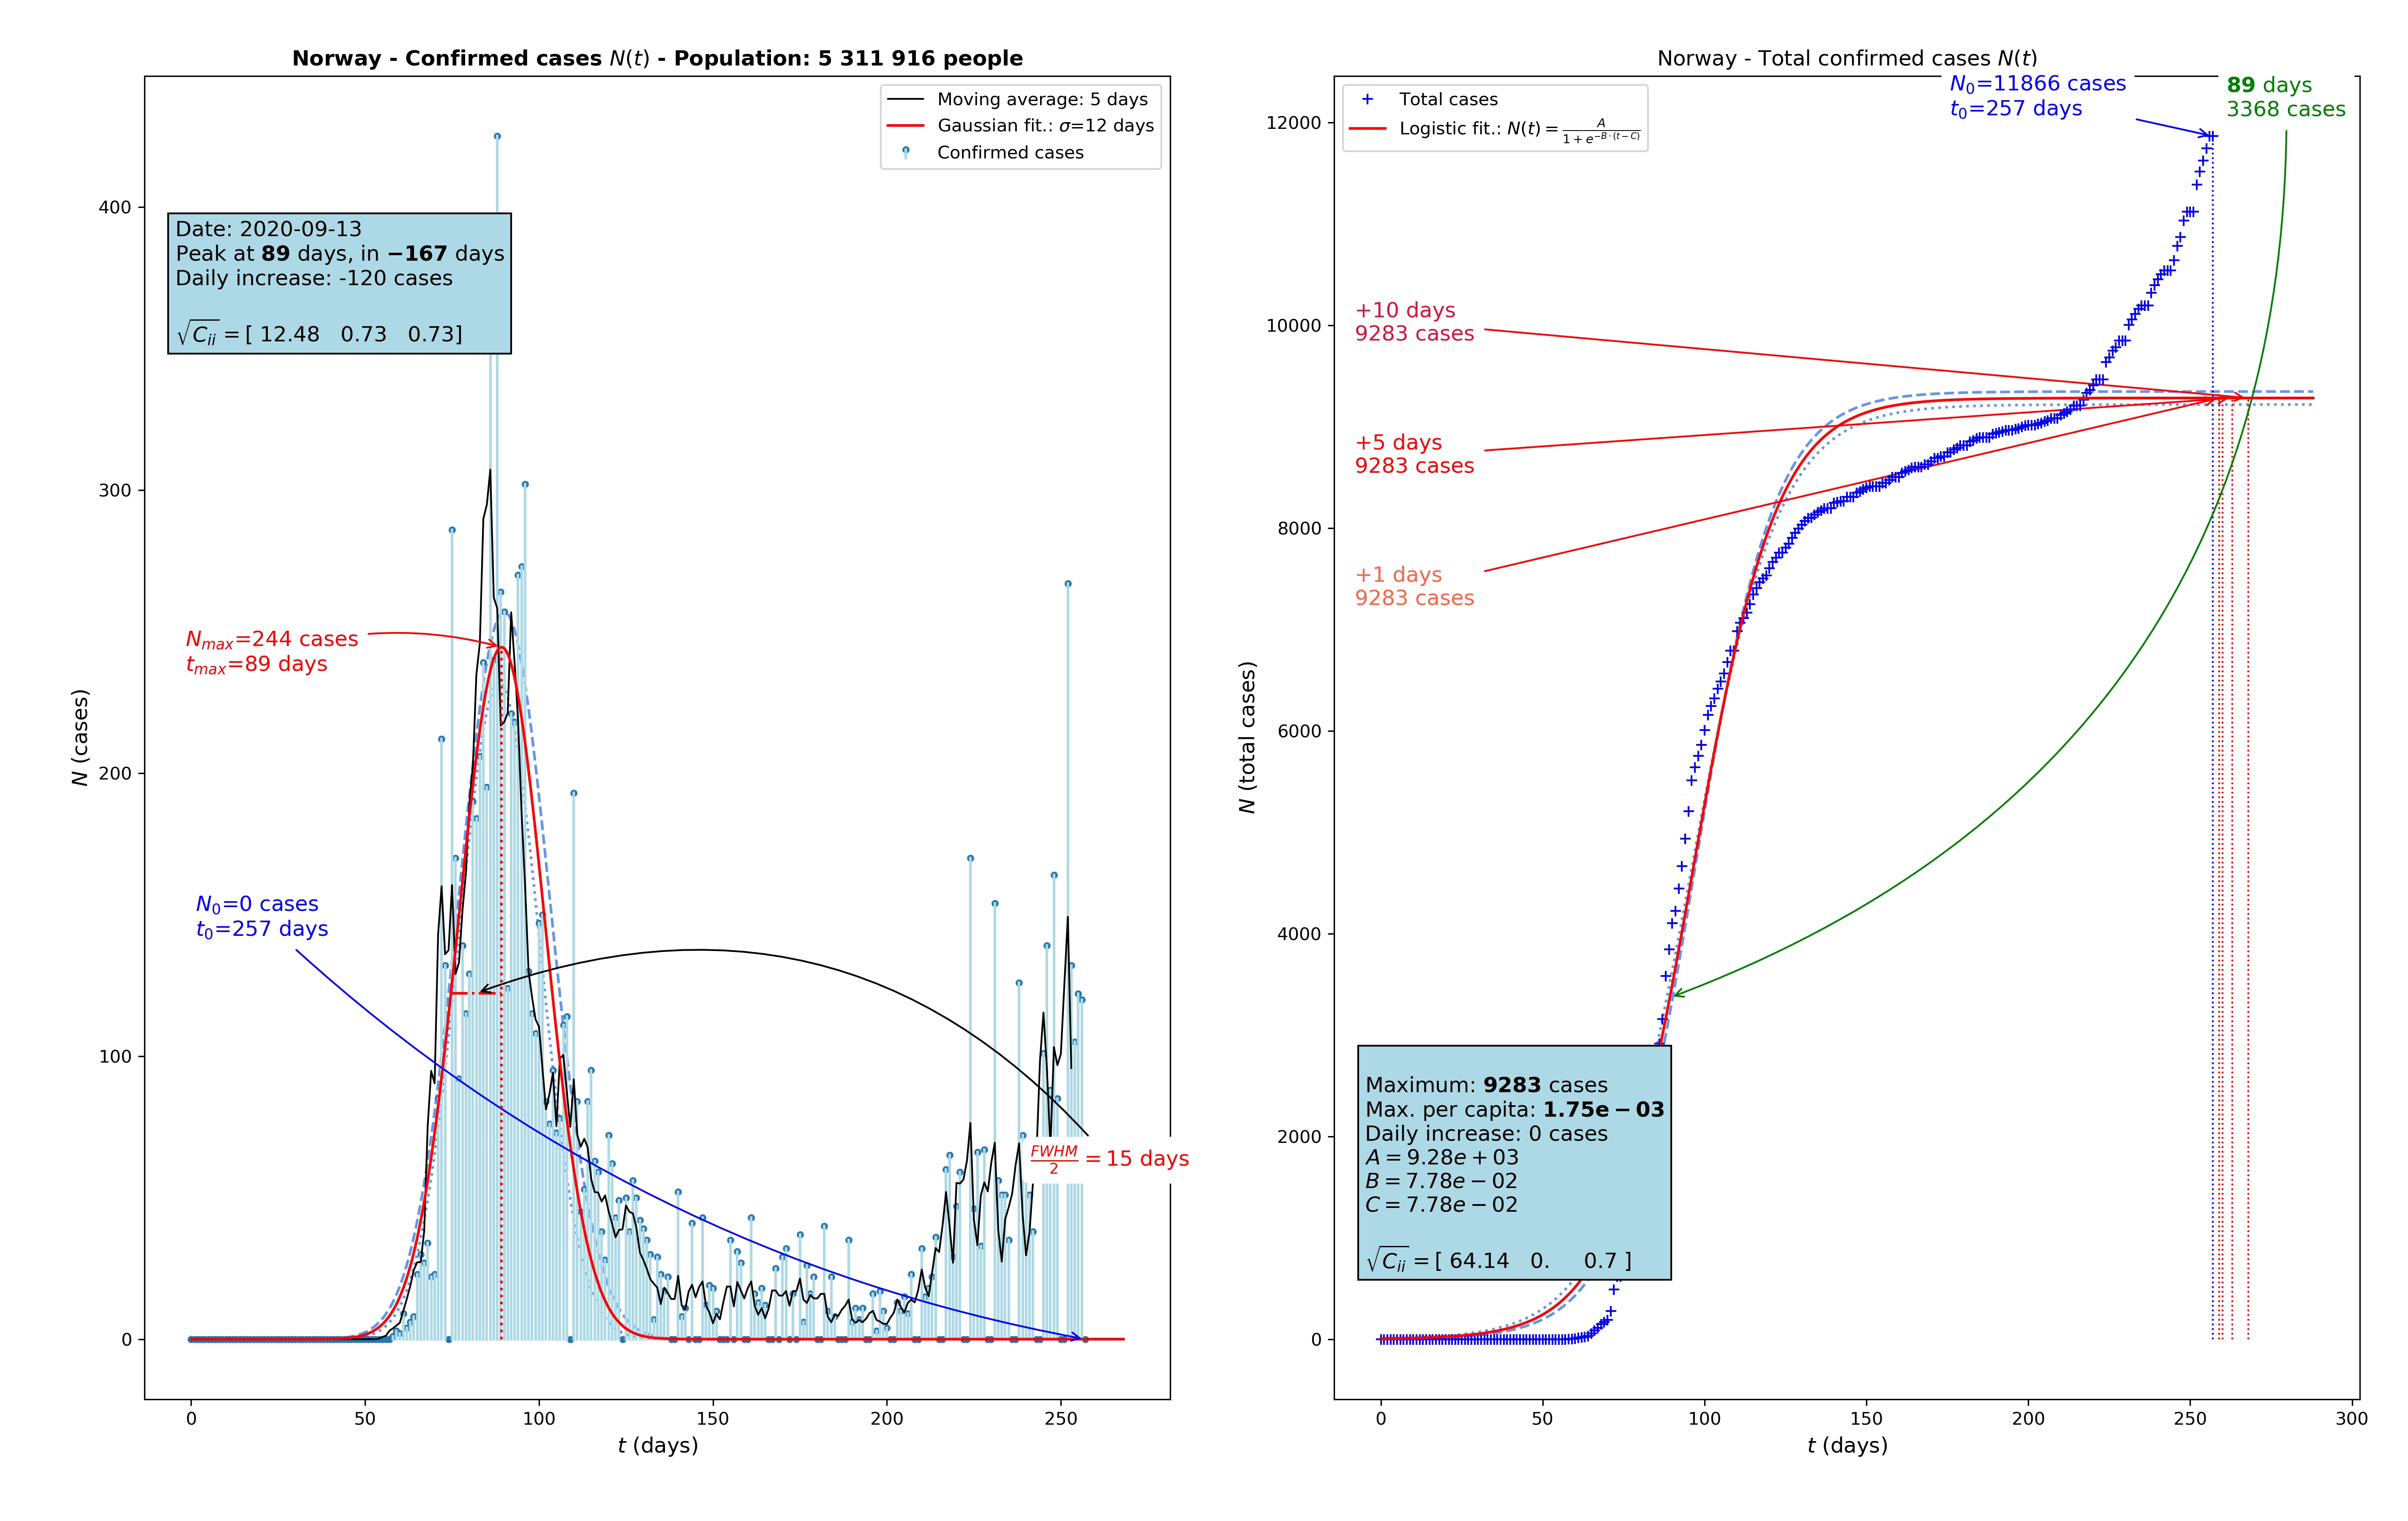 Norway - Confirmed cases N(t) - Population: 5 311 916 people
Moving average: 5 days
Gaussian fit.: σ=12 days
Confirmed cases
Date: 2020-09-13
Peak at 89 days, in −167 days
Daily increase: -120 cases
√C_ii = [ 12.48 0.73 0.73]
N_max=244 cases
t_max=89 days
N_0=0 cases
t_0=257 days
FWHM/2 = 15 days
N (cases)
400
300
200
100
0
0 50 100 150 200 250
t (days)
Norway - Total confirmed cases N(t)
Total cases
Logistic fit.: N(t) = A/(1 + e^{−B·(t−C)})
N_0=11866 cases
t_0=257 days
89 days
3368 cases
+10 days
9283 cases
+5 days
9283 cases
+1 days
9283 cases
Maximum: 9283 cases
Max. per capita: 1.75e − 03
Daily increase: 0 cases
A = 9.28e + 03
B = 7.78e − 02
C = 7.78e − 02
√C_ii = [ 64.14 0. 0.7 ]
N (total cases)
12000
10000
8000
6000
4000
2000
0
0 50 100 150 200 250 300
t (days)